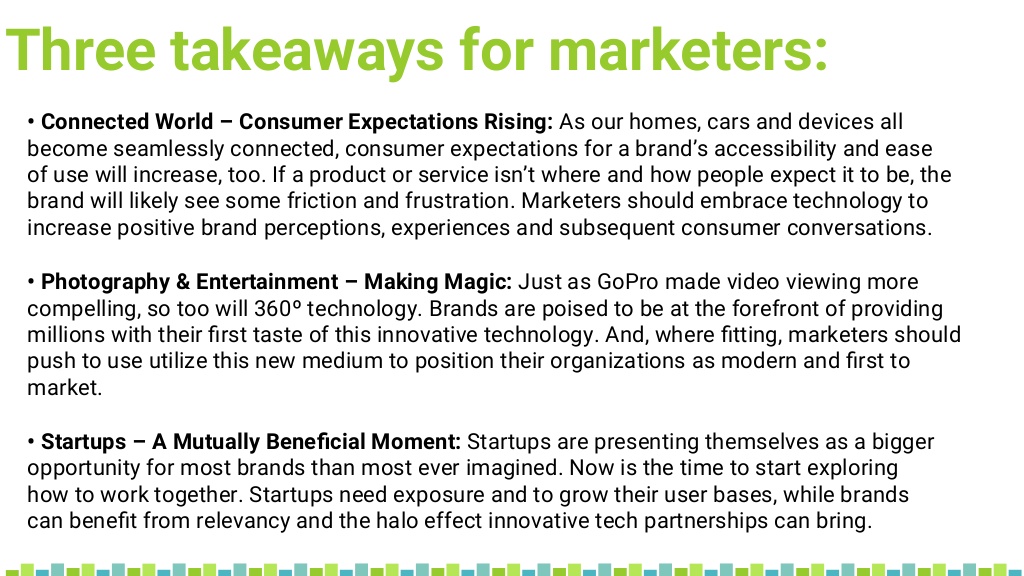 Three takeaways for marketers:
• Connected World – Consumer Expectations Rising: As our homes, cars and devices all
become seamlessly connected, consumer expectations for a brand’s accessibility and ease
of use will increase, too. If a product or service isn’t where and how people expect it to be, the
brand will likely see some friction and frustration. Marketers should embrace technology to
increase positive brand perceptions, experiences and subsequent consumer conversations.
• Photography & Entertainment – Making Magic: Just as GoPro made video viewing more
compelling, so too will 360º technology. Brands are poised to be at the forefront of providing
millions with their first taste of this innovative technology. And, where fitting, marketers should
push to use utilize this new medium to position their organizations as modern and first to
market.
• Startups – A Mutually Beneficial Moment: Startups are presenting themselves as a bigger
opportunity for most brands than most ever imagined. Now is the time to start exploring
how to work together. Startups need exposure and to grow their user bases, while brands
can benefit from relevancy and the halo effect innovative tech partnerships can bring.